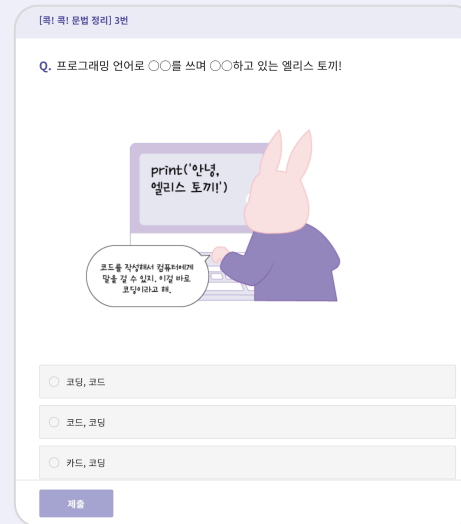 [콕! 콕! 문법 정리] 3번
Q. 프로그래밍 언어로 ○○를 쓰며 ○○하고 있는 엘리스 토끼!
print('안녕,
엘리스 토끼!')
코드를 작성해서 컴퓨터에게
말을 걸 수 있지. 이걸 바로
코딩이라고 해.
코딩, 코드
코드, 코딩
카드, 코딩
제출